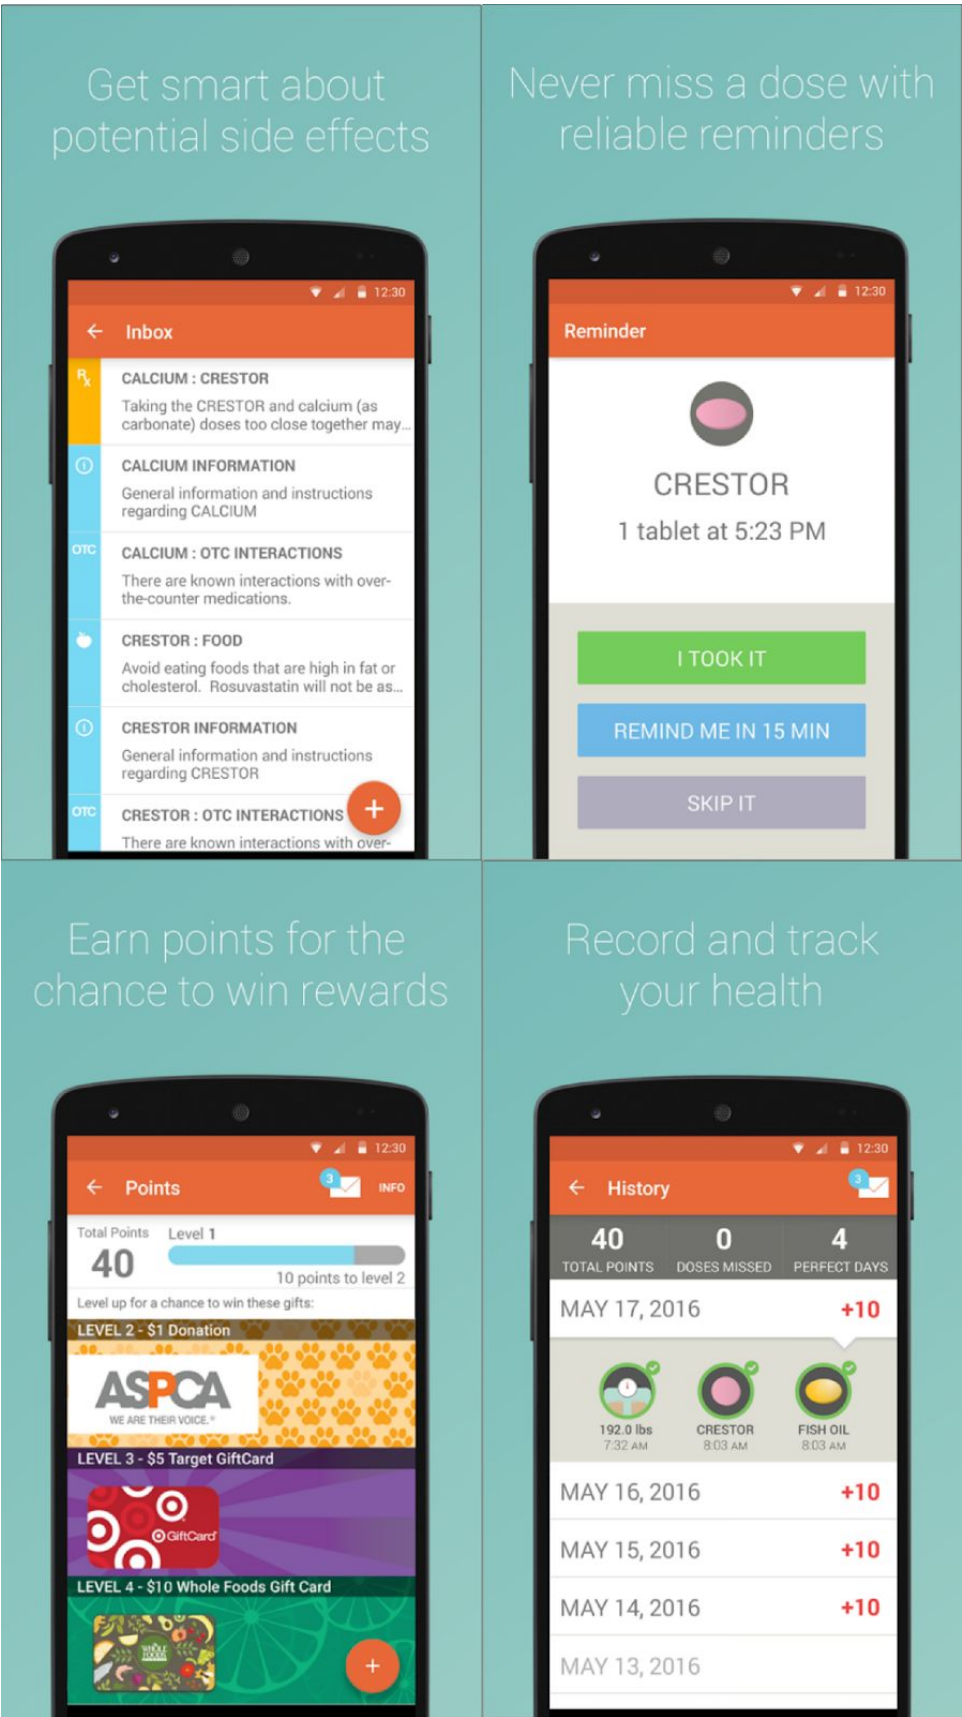 Get smart about
potential side effects
12:30
Inbox
Rx
CALCIUM : CRESTOR
Taking the CRESTOR and calcium (as
carbonate) doses too close together may...
CALCIUM INFORMATION
General information and instructions
regarding CALCIUM
OTC
CALCIUM : OTC INTERACTIONS
There are known interactions with over-
the-counter medications.
CRESTOR : FOOD
Avoid eating foods that are high in fat or
cholesterol. Rosuvastatin will not be as...
CRESTOR INFORMATION
General information and instructions
regarding CRESTOR
OTC
CRESTOR : OTC INTERACTIONS
There are known interactions with over-
Never miss a dose with
reliable reminders
12:30
Reminder
CRESTOR
1 tablet at 5:23 PM
I TOOK IT
REMIND ME IN 15 MIN
SKIP IT
Earn points for the
chance to win rewards
12:30
Points
3
INFO
Total Points
40
Level 1
10 points to level 2
Level up for a chance to win these gifts:
LEVEL 2 - $1 Donation
ASPCA
WE ARE THEIR VOICE.®
LEVEL 3 - $5 Target GiftCard
GiftCard
LEVEL 4 - $10 Whole Foods Gift Card
WHOLE
FOODS
Record and track
your health
12:30
History
3
40 0 4
TOTAL POINTS DOSES MISSED PERFECT DAYS
MAY 17, 2016 +10
192.0 lbs CRESTOR FISH OIL
7:32 AM 8:03 AM 8:03 AM
MAY 16, 2016 +10
MAY 15, 2016 +10
MAY 14, 2016 +10
MAY 13, 2016